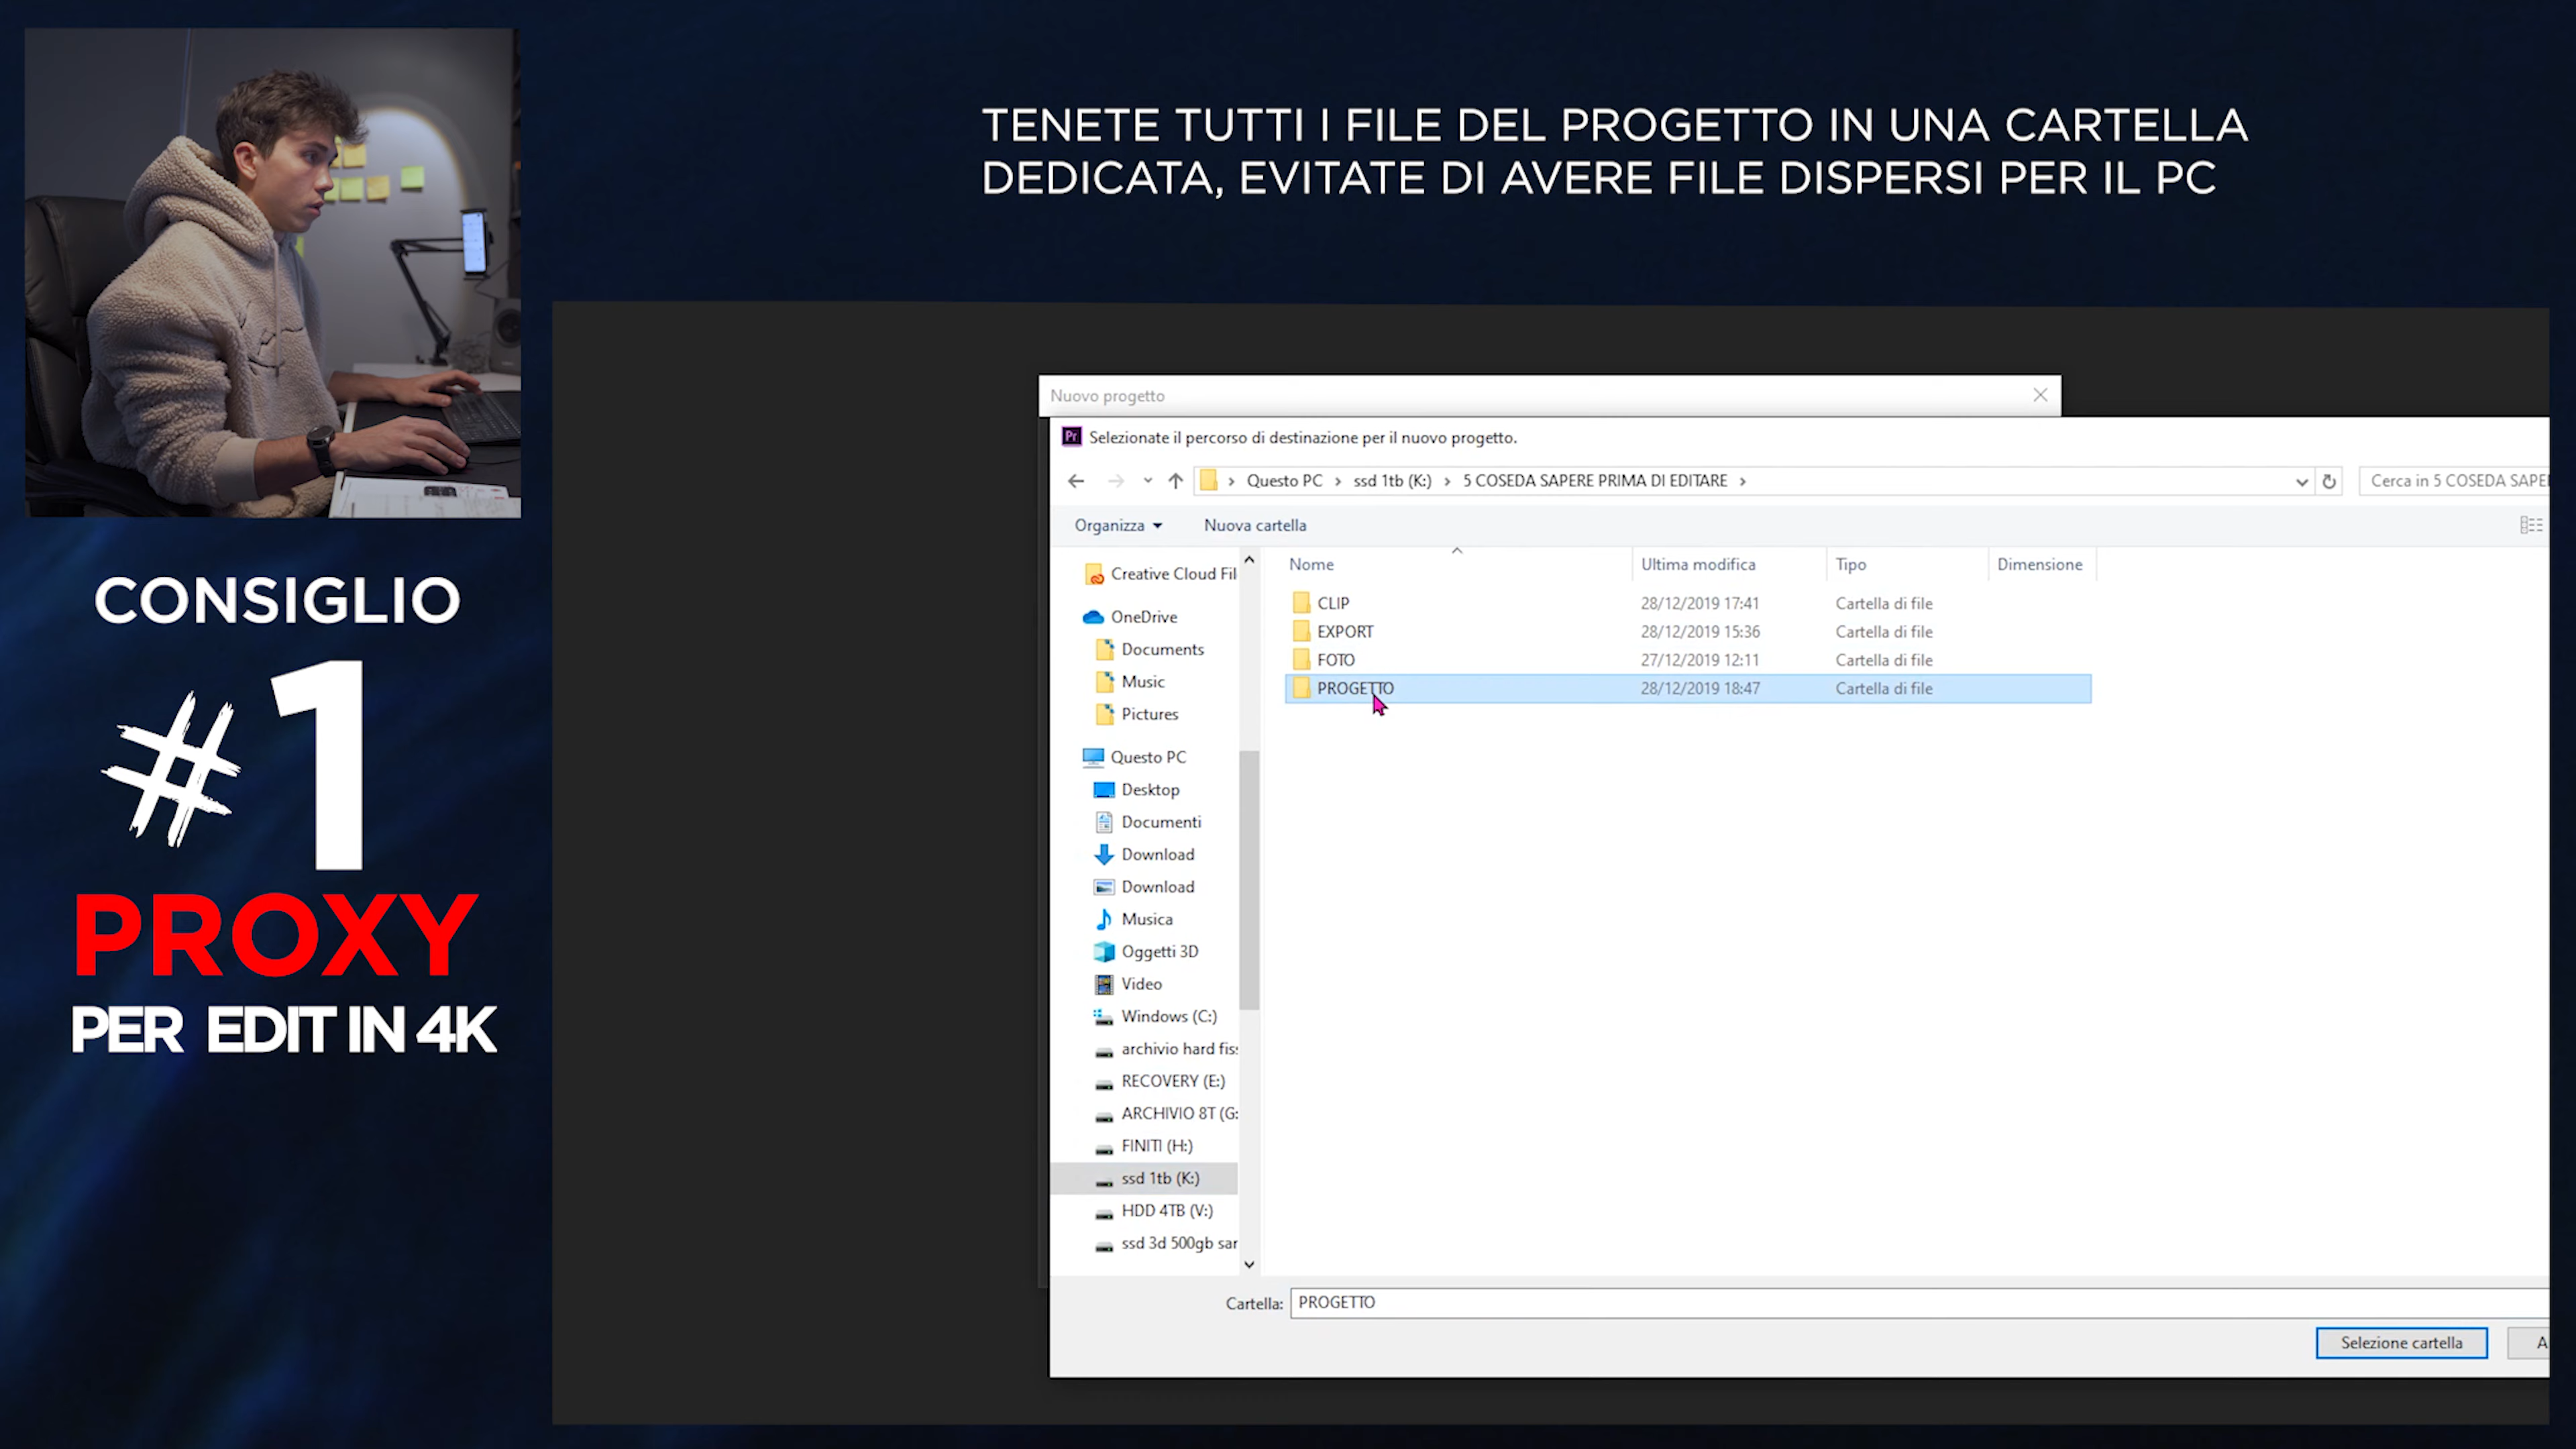 TENETE TUTTI I FILE DEL PROGETTO IN UNA CARTELLA
DEDICATA, EVITATE DI AVERE FILE DISPERSI PER IL PC
CONSIGLIO
#1
PROXY
PER EDIT IN 4K
Nuovo progetto
Pr Selezionate il percorso di destinazione per il nuovo progetto.
Questo PC > ssd 1tb (K:) > 5 COSEDA SAPERE PRIMA DI EDITARE >
Cerca in 5 COSEDA SAPE
Organizza
Nuova cartella
Nome Ultima modifica Tipo Dimensione
CLIP 28/12/2019 17:41 Cartella di file
EXPORT 28/12/2019 15:36 Cartella di file
FOTO 27/12/2019 12:11 Cartella di file
PROGETTO 28/12/2019 18:47 Cartella di file
Creative Cloud Fil
OneDrive
Documents
Music
Pictures
Questo PC
Desktop
Documenti
Download
Download
Musica
Oggetti 3D
Video
Windows (C:)
archivio hard fis
RECOVERY (E:)
ARCHIVIO 8T (G:
FINITI (H:)
ssd 1tb (K:)
HDD 4TB (V:)
ssd 3d 500gb sar
Cartella: PROGETTO
Selezione cartella
A